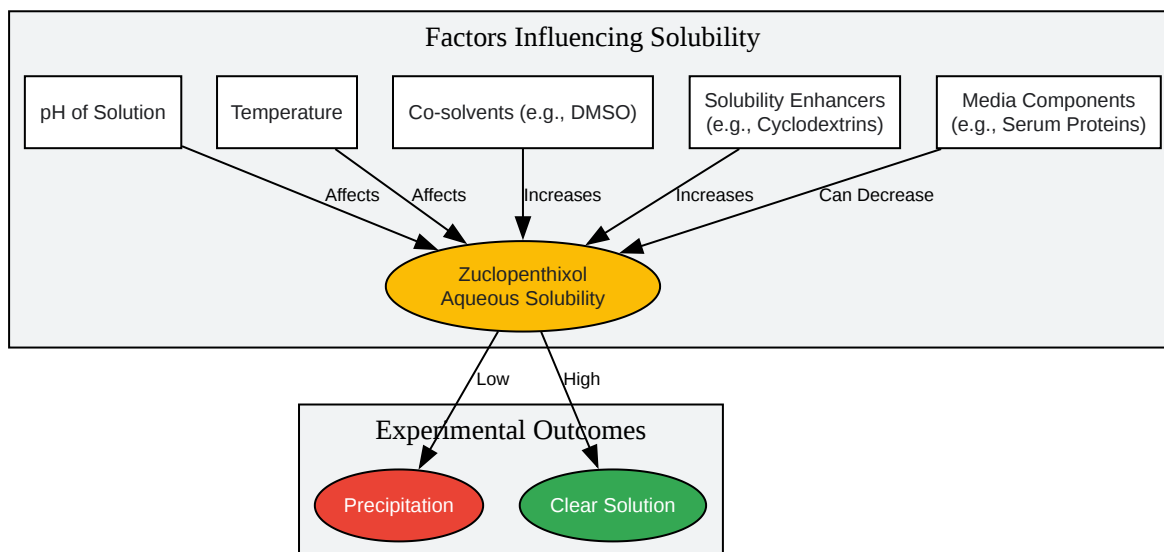 Factors Influencing Solubility
pH of Solution
Temperature
Co-solvents (e.g., DMSO)
Solubility Enhancers
(e.g., Cyclodextrins)
Media Components
(e.g., Serum Proteins)
Affects
Affects
Increases
Increases
Can Decrease
Zuclopenthixol
Aqueous Solubility
Low
High
Experimental Outcomes
Precipitation
Clear Solution